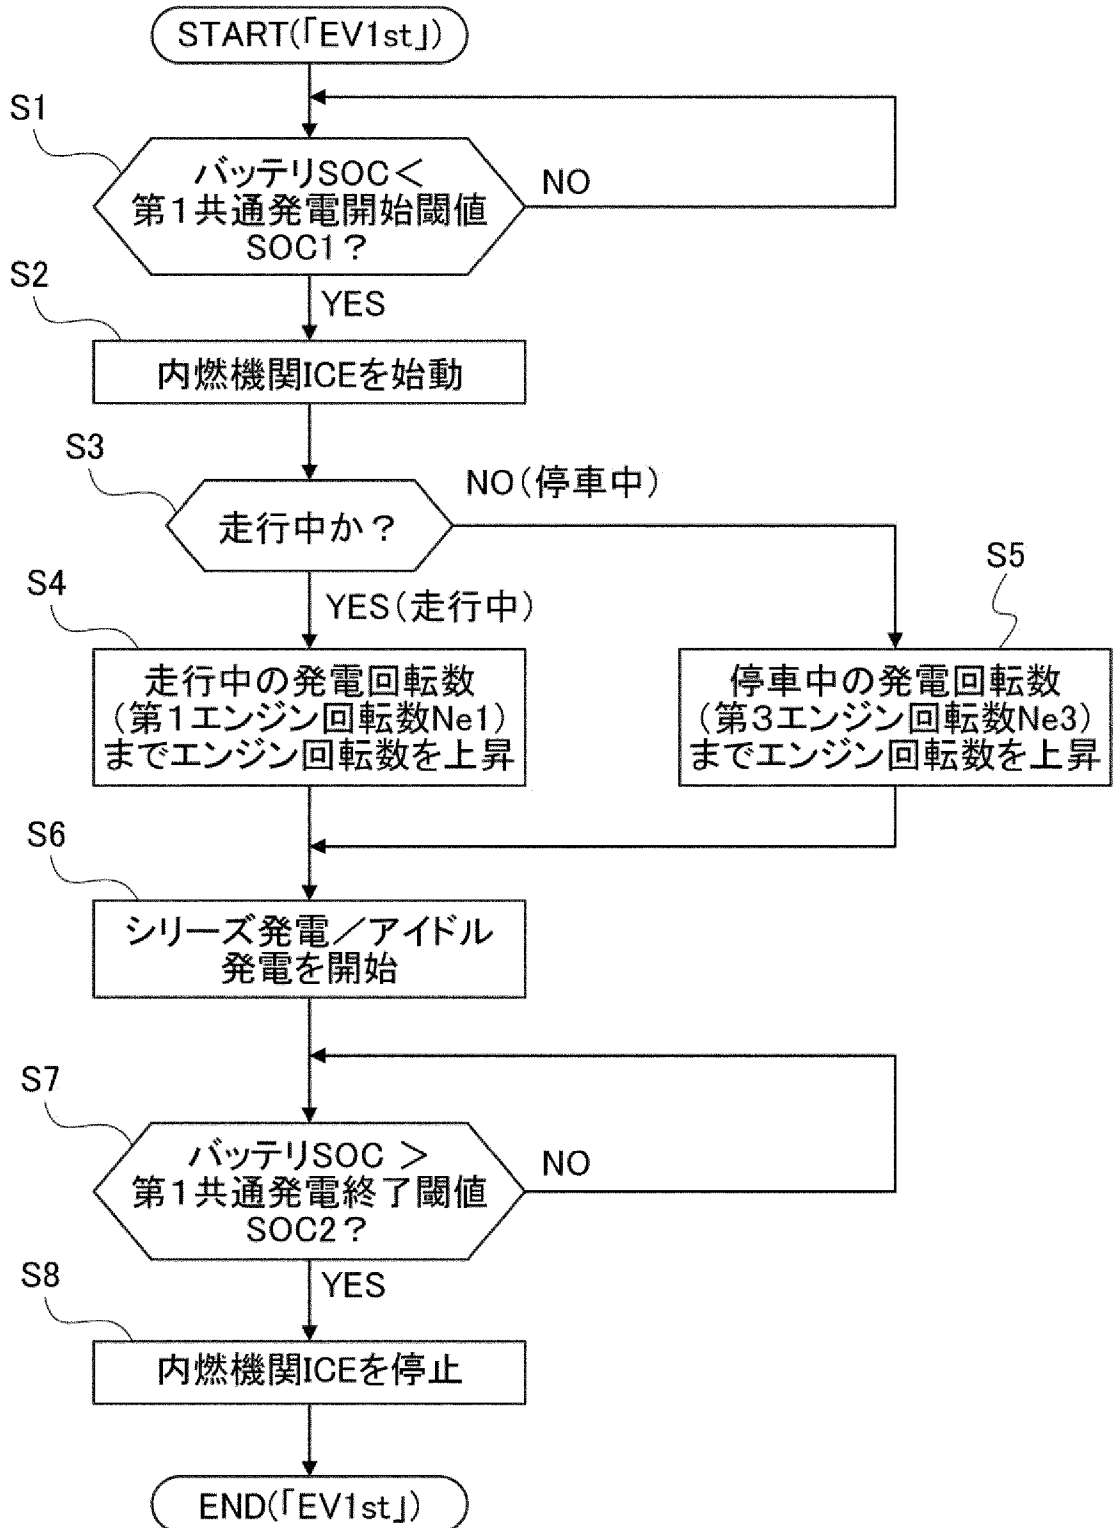 START(「EV1st」)
S1
バッテリSOC＜
第１共通発電開始閾値
SOC1？
NO
S2
YES
内燃機関ICEを始動
S3
NO(停車中)
走行中か？
S5
S4
YES(走行中)
走行中の発電回転数
(第１エンジン回転数Ne1)
までエンジン回転数を上昇
停車中の発電回転数
(第３エンジン回転数Ne3)
までエンジン回転数を上昇
S6
シリーズ発電／アイドル
発電を開始
S7
バッテリSOC ＞
第１共通発電終了閾値
SOC2？
NO
S8
YES
内燃機関ICEを停止
END(「EV1st」)